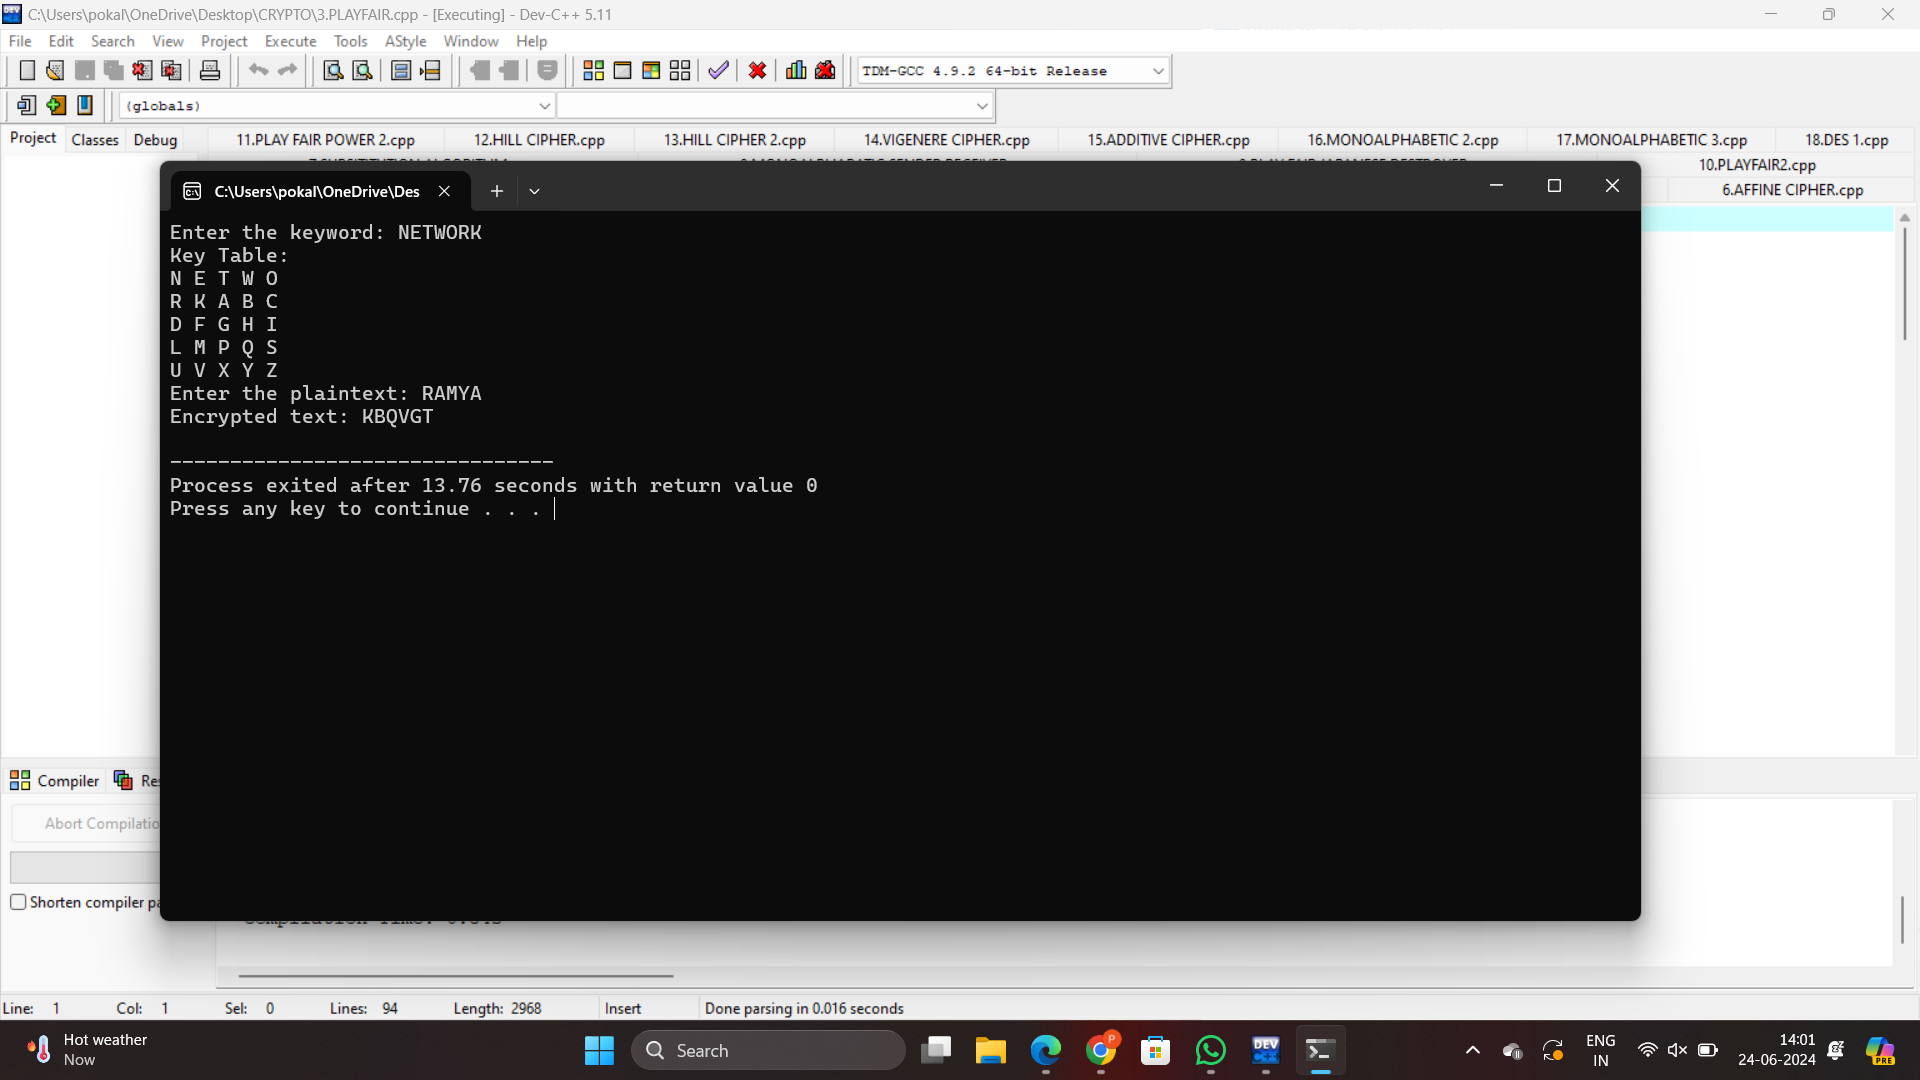 C:\Users\pokal\OneDrive\Desktop\CRYPTO\3.PLAYFAIR.cpp - [Executing] - Dev-C++ 5.11
File Edit Search View Project Execute Tools AStyle Window Help
TDM-GCC 4.9.2 64-bit Release
(globals)
Project Classes Debug
11.PLAY FAIR POWER 2.cpp 12.HILL CIPHER.cpp 13.HILL CIPHER 2.cpp 14.VIGENERE CIPHER.cpp 15.ADDITIVE CIPHER.cpp 16.MONOALPHABETIC 2.cpp 17.MONOALPHABETIC 3.cpp 18.DES 1.cpp
10.PLAYFAIR2.cpp
6.AFFINE CIPHER.cpp
C:\Users\pokal\OneDrive\Des
Enter the keyword: NETWORK
Key Table:
N E T W O
R K A B C
D F G H I
L M P Q S
U V X Y Z
Enter the plaintext: RAMYA
Encrypted text: KBQVGT
--------------------------------
Process exited after 13.76 seconds with return value 0
Press any key to continue . . .
Compiler Res
Abort Compilatio
Shorten compiler pa
Line: 1 Col: 1 Sel: 0 Lines: 94 Length: 2968 Insert Done parsing in 0.016 seconds
Hot weather
Now
Search
DEV
C++
P
ENG
IN
14:01
24-06-2024
PRE